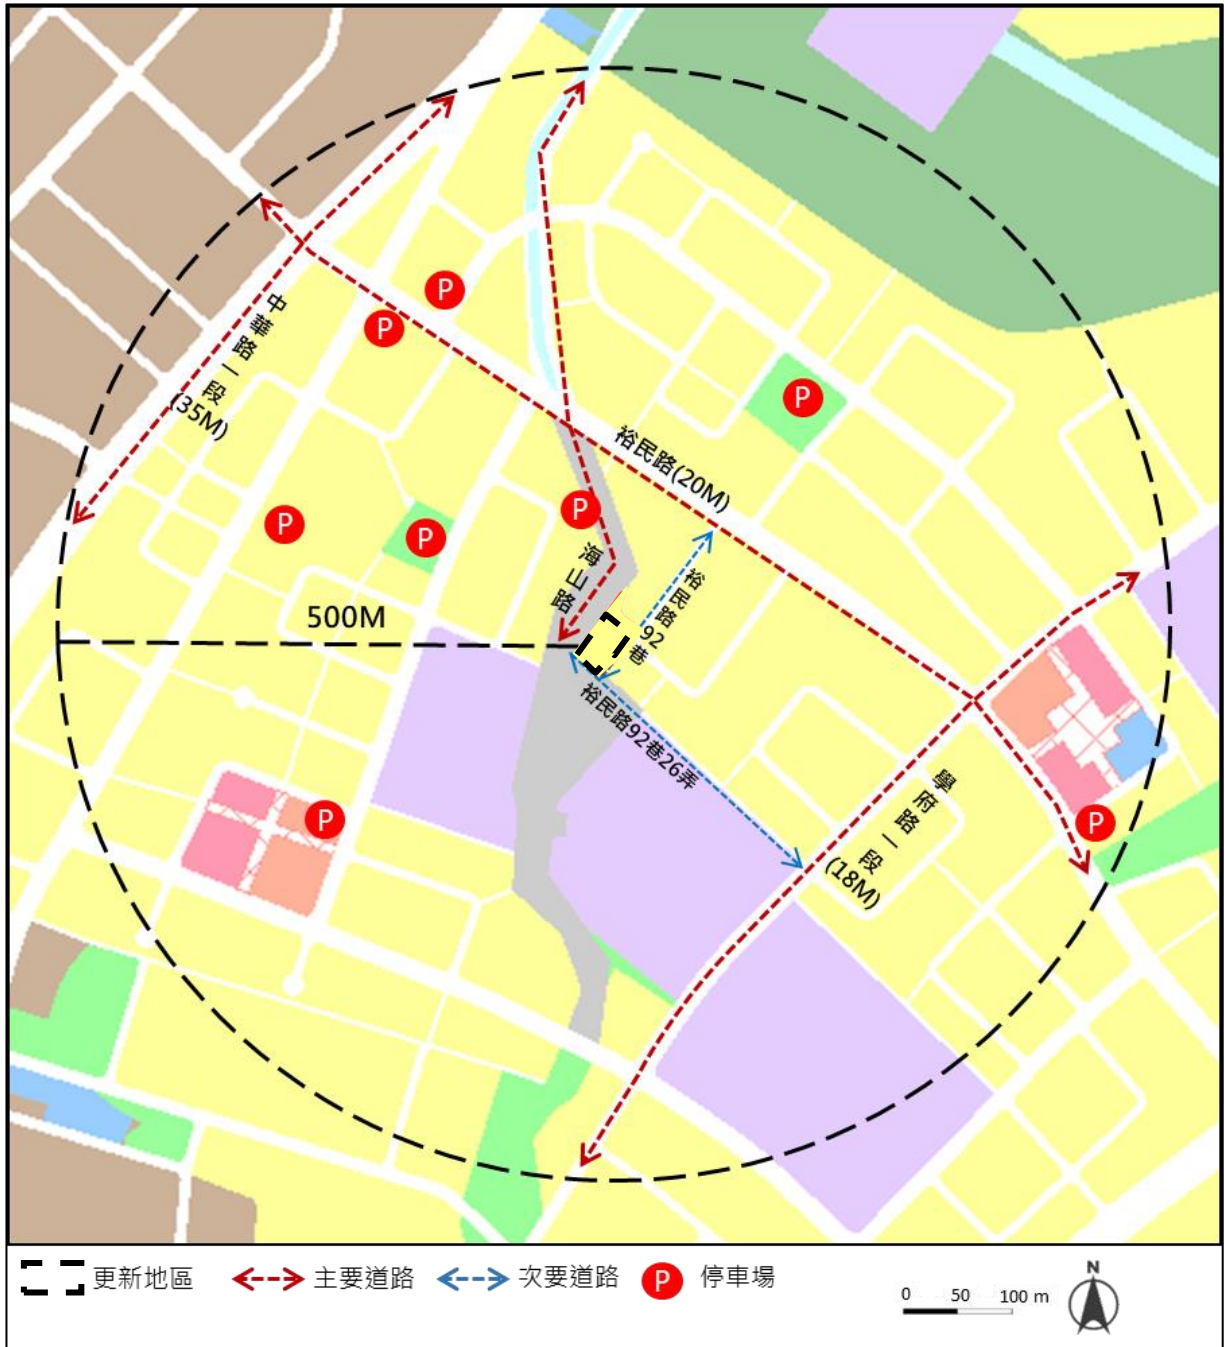 P
P
中華路一段
(35M)
P
裕民路(20M)
P
P
P
海山路
裕民路92巷
500M
裕民路92巷26弄
學府路一段
(18M)
P
P
更新地區
主要道路
次要道路
P
停車場
0 50 100 m
N